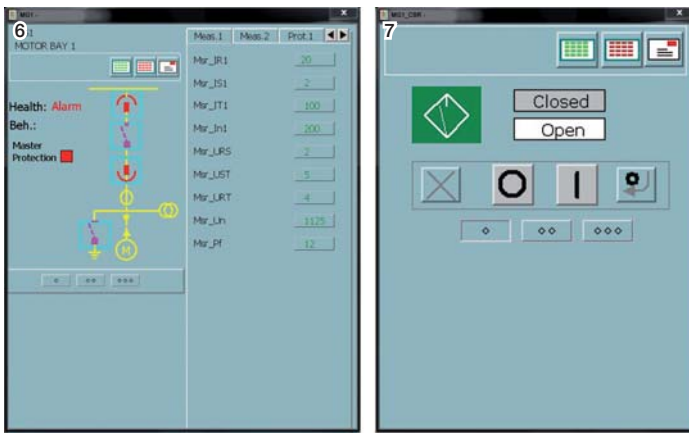 MS1 -
6
MOTOR BAY 1
Health: Alarm
Beh.:
Master
Protection
M
Meas.1 Meas.2 Prot.1
Msr_IR1 20
Msr_IS1 2
Msr_IT1 100
Msr_In1 200
Msr_URS 2
Msr_UST 5
Msr_URT 4
Msr_Un 1125
Msr_Pf 12
7
Closed
Open